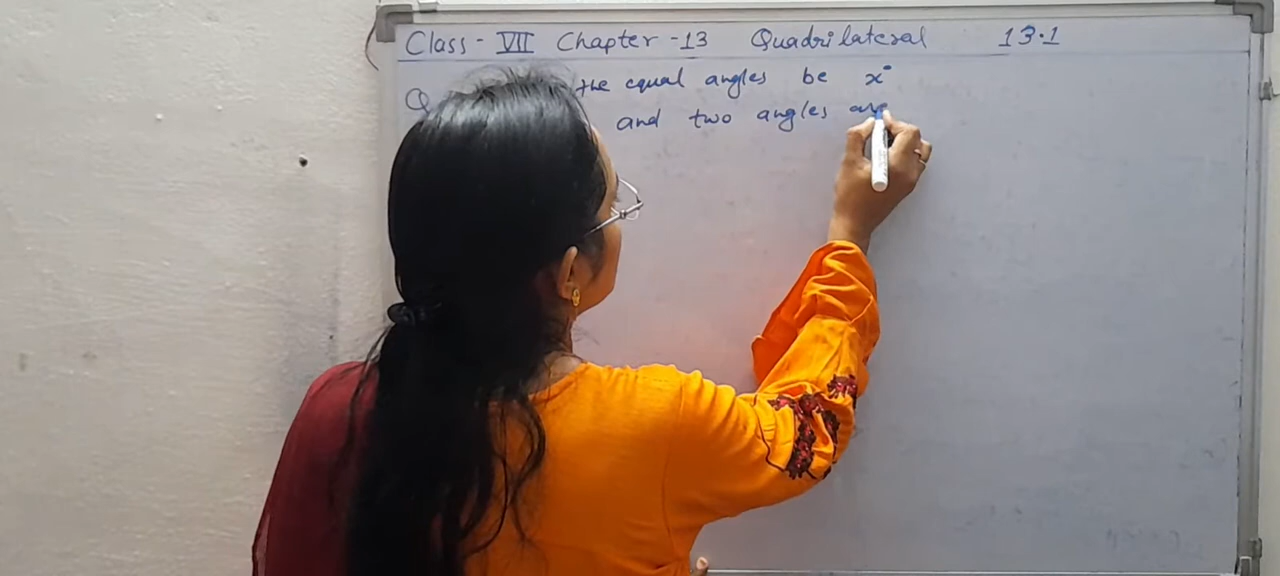 Class - VII Chapter - 13 Quadrilateral 13.1
Q the equal angles be x°
and two angles are